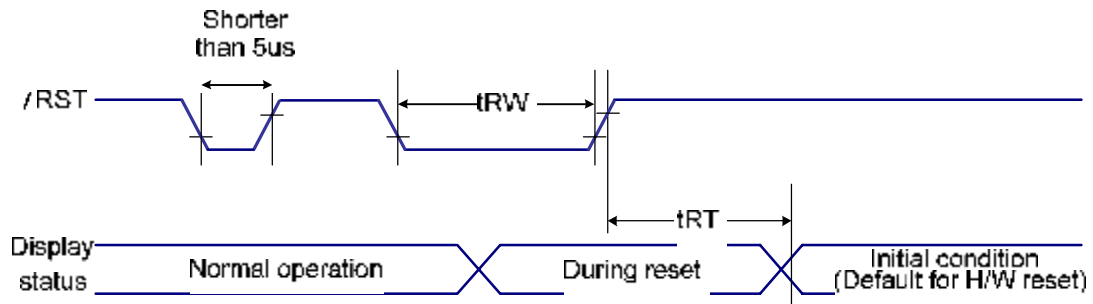 Shorter
than 5us
/RST
tRW
tRT
Display
status
Normal operation
During reset
Initial condition
(Default for H/W reset)